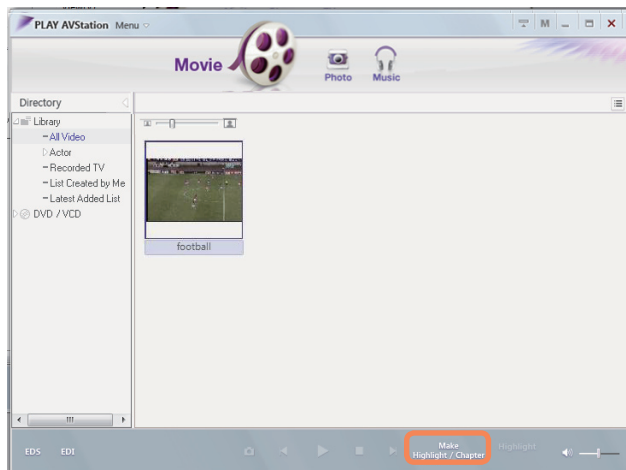 PLAY AVStation Menu
M
Movie
Photo
Music
Directory
Library
All Video
Actor
Recorded TV
List Created by Me
Latest Added List
DVD / VCD
football
EDS EDI
Make
Highlight / Chapter
Highlight